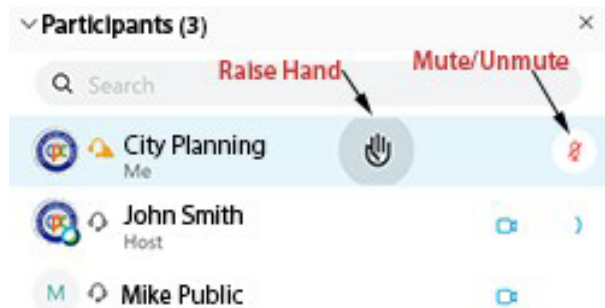 Participants (3)
Search
Raise Hand
Mute/Unmute
City Planning
Me
John Smith
Host
M Mike Public